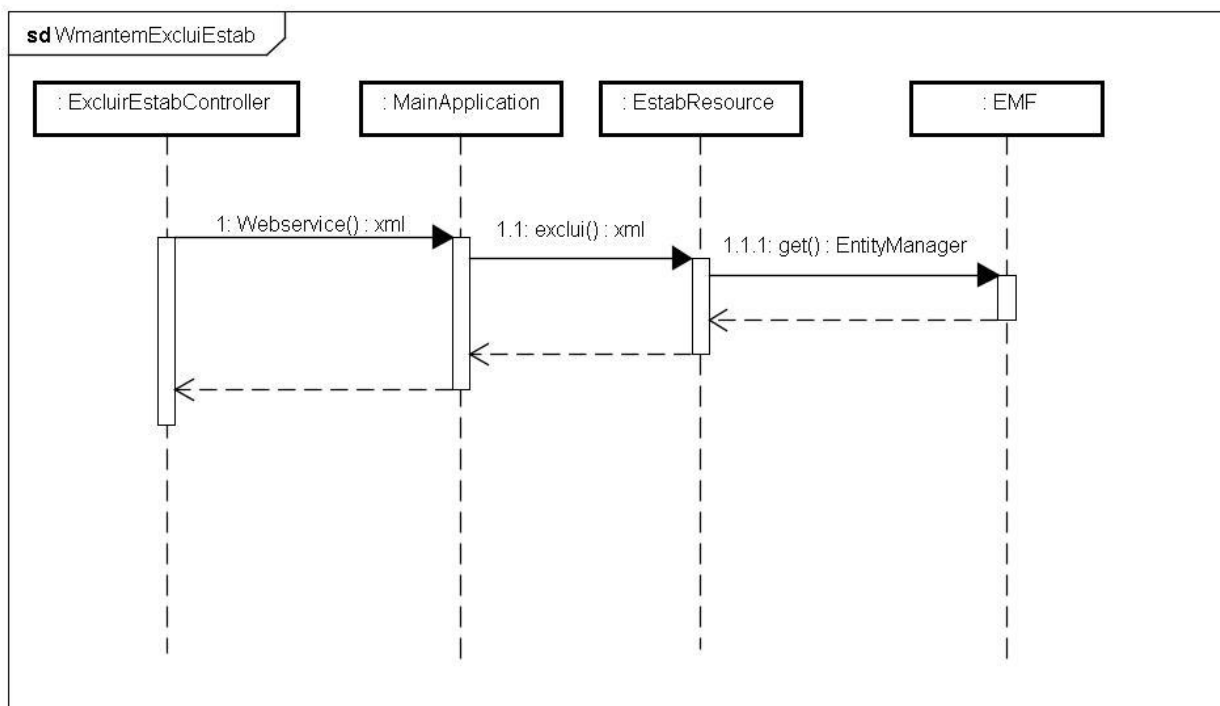 sd WmantemExcluiEstab
: ExcluirEstabController
: MainApplication
: EstabResource
: EMF
1: Webservice() : xml
1.1: exclui() : xml
1.1.1: get() : EntityManager